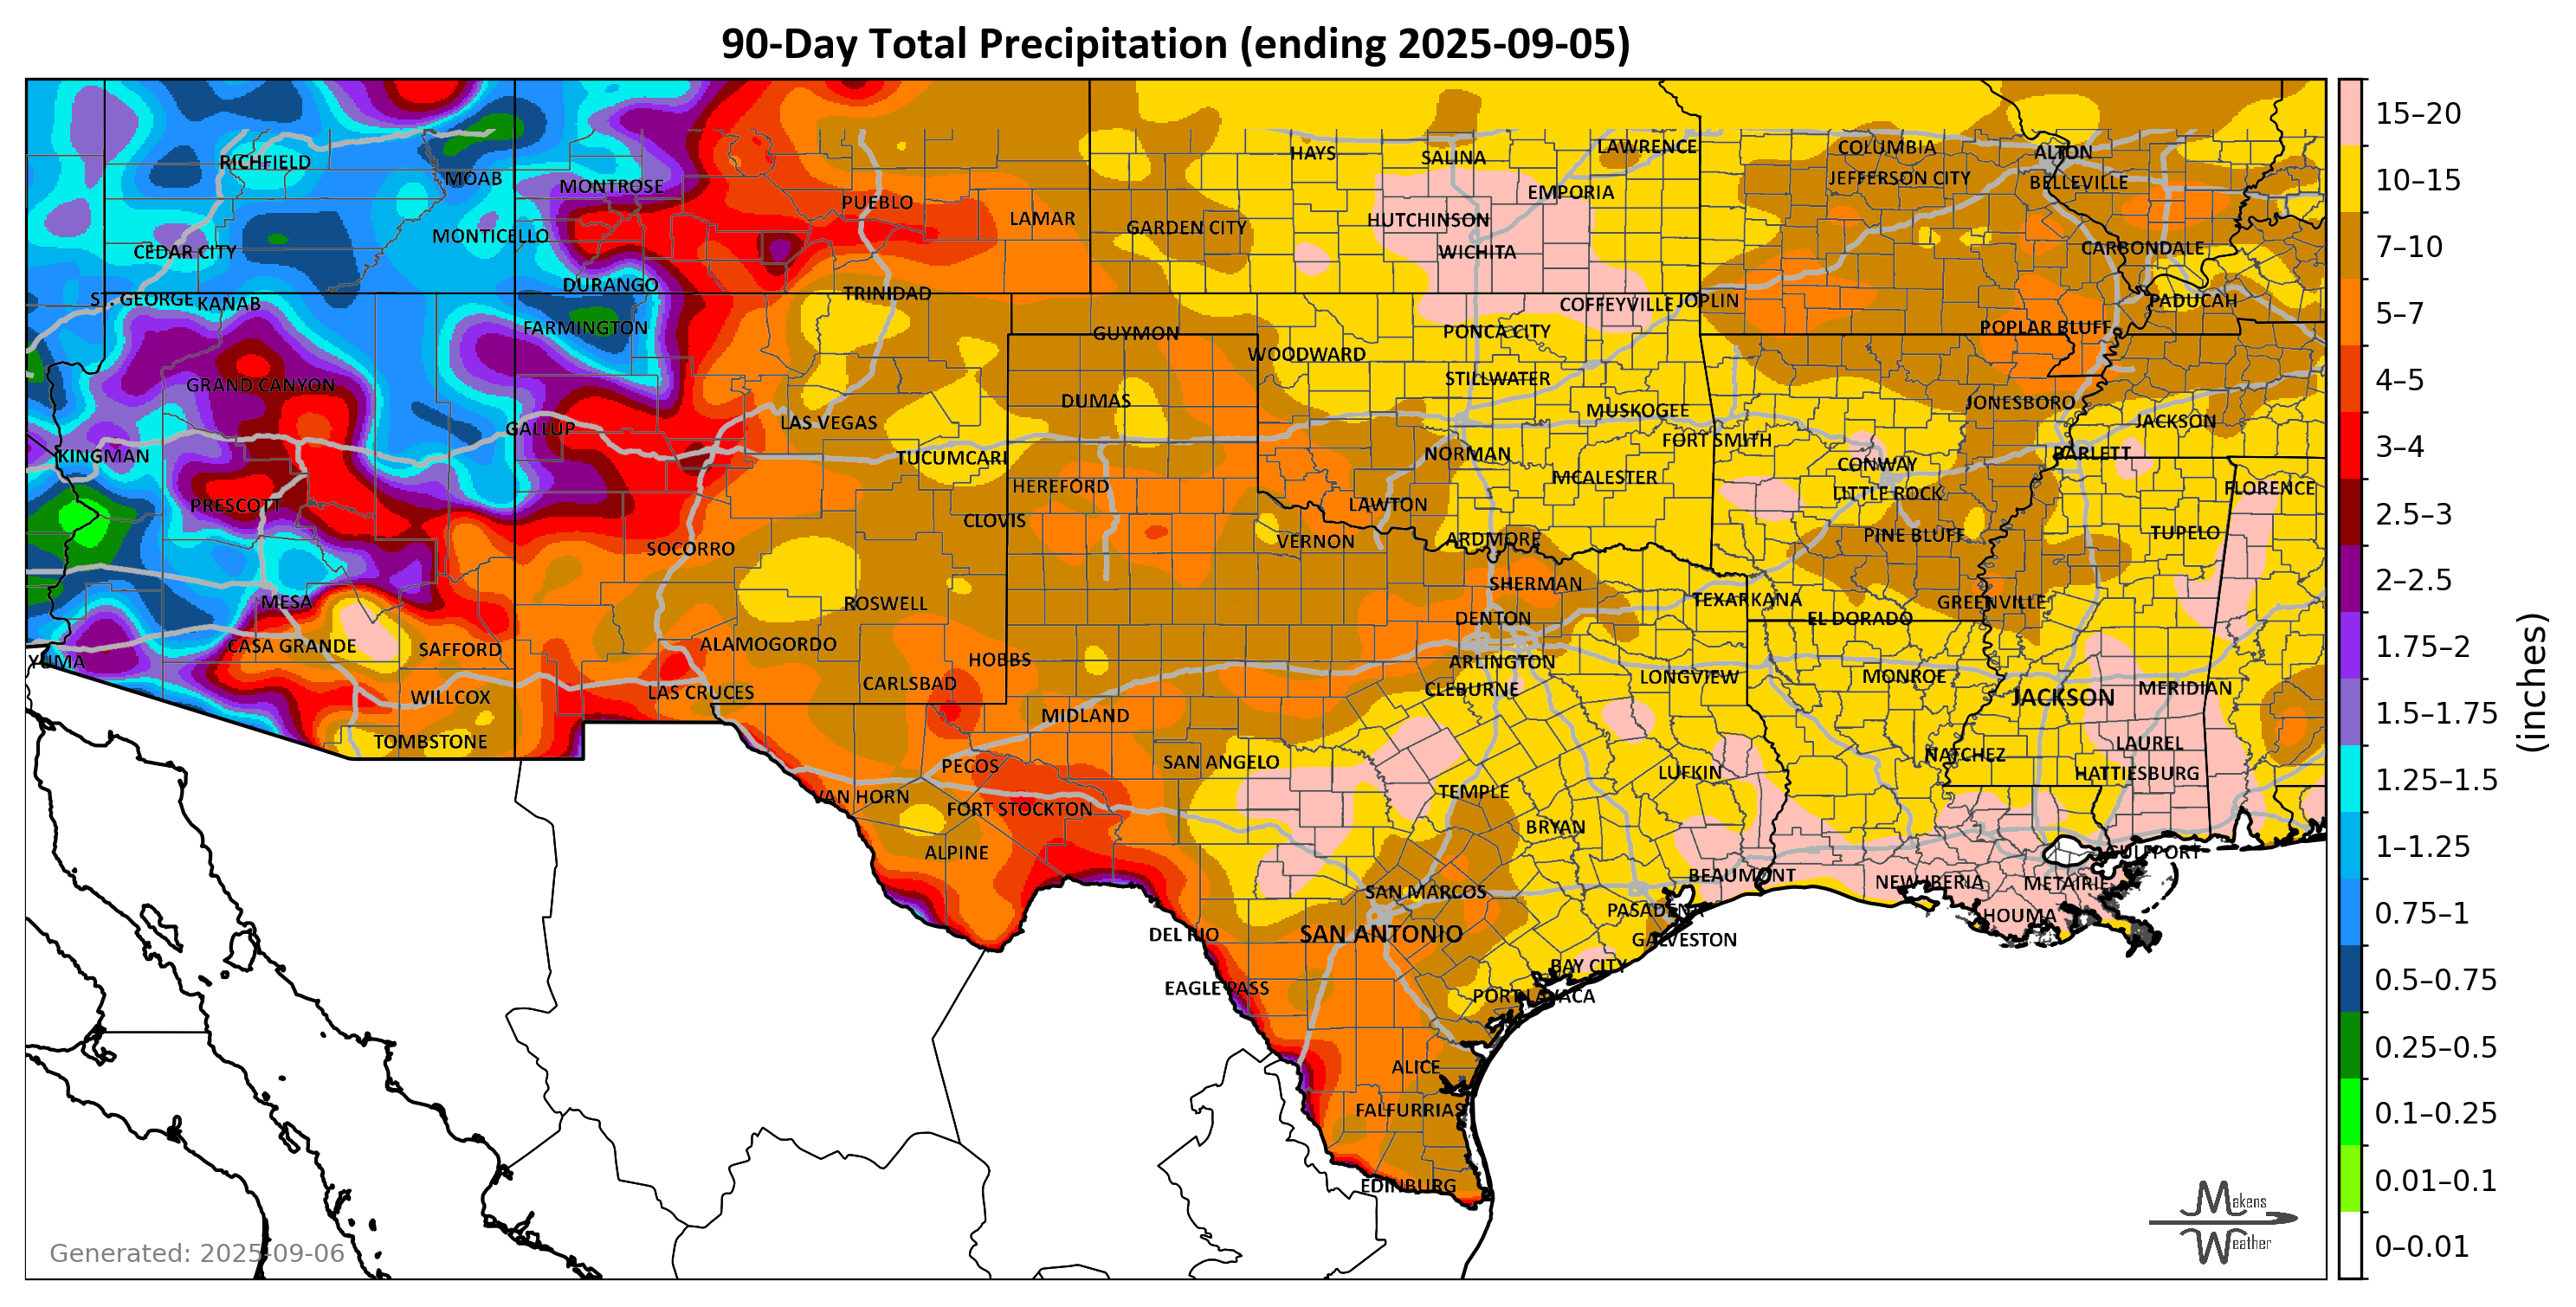 90-Day Total Precipitation (ending 2025-09-05)
RICHFIELD
MOAB
MONTROSE
PUEBLO
LAMAR
HAYS
SALINA
LAWRENCE
COLUMBIA
ALTON
JEFFERSON CITY
BELLEVILLE
EMPORIA
HUTCHINSON
GARDEN CITY
WICHITA
CEDAR CITY
MONTICELLO
CARBONDALE
DURANGO
TRINIDAD
ST. GEORGE
KANAB
COFFEYVILLE
JOPLIN
PADUCAH
FARMINGTON
GUYMON
PONCA CITY
POPLAR BLUFF
WOODWARD
GRAND CANYON
STILLWATER
DUMAS
MUSKOGEE
JONESBORO
LAS VEGAS
JACKSON
GALLUP
FORT SMITH
KINGMAN
TUCUMCARI
NORMAN
BARLETT
CONWAY
MCALESTER
HEREFORD
LITTLE ROCK
FLORENCE
PRESCOTT
LAWTON
CLOVIS
PINE BLUFF
TUPELO
SOCORRO
VERNON
ARDMORE
SHERMAN
MESA
ROSWELL
TEXARKANA
GREENVILLE
DENTON
EL DORADO
CASA GRANDE
SAFFORD
ALAMOGORDO
HOBBS
YUMA
ARLINGTON
LONGVIEW
MONROE
WILLCOX
LAS CRUCES
CARLSBAD
CLEBURNE
JACKSON
MERIDIAN
MIDLAND
TOMBSTONE
LAUREL
PECOS
SAN ANGELO
NATCHEZ
LUFKIN
HATTIESBURG
VAN HORN
FORT STOCKTON
TEMPLE
BRYAN
ALPINE
GULFPORT
BEAUMONT
NEW IBERIA
METAIRIE
SAN MARCOS
PASADENA
HOUMA
DEL RIO
SAN ANTONIO
GALVESTON
BAY CITY
EAGLE PASS
PORT LAVACA
ALICE
FALFURRIAS
EDINBURG
15–20
10–15
7–10
5–7
4–5
3–4
2.5–3
2–2.5
1.75–2
1.5–1.75
1.25–1.5
1–1.25
0.75–1
0.5–0.75
0.25–0.5
0.1–0.25
0.01–0.1
0–0.01
(inches)
Generated: 2025-09-06
Makens
Weather